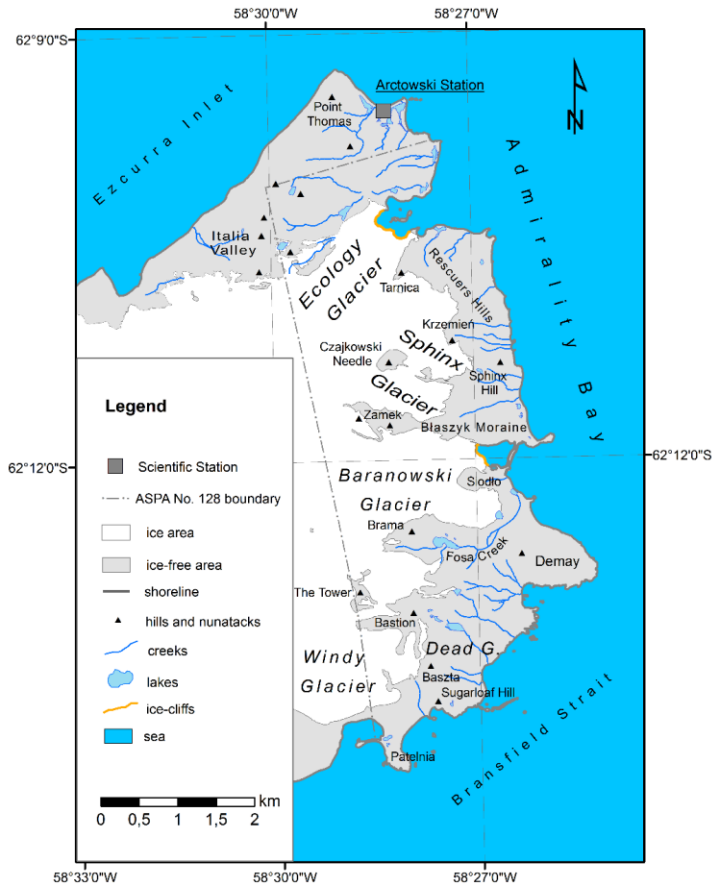 58°30'0"W
58°27'0"W
62°9'0"S
Arctowski Station
Point
Thomas
N
Ezcurra Inlet
Admirality Bay
Italia
Valley
Ecology
Glacier
Rescuers Hills
Tarnica
Krzemień
Sphinx
Glacier
Czajkowski
Needle
Sphinx
Hill
Zamek
Błaszyk Moraine
62°12'0"S
62°12'0"S
Baranowski
Glacier
Siodło
Brama
Fosa Creek
Demay
The Tower
Bastion
Dead G.
Windy
Glacier
Baszta
Sugarloaf Hill
Patelnia
Bransfield Strait
Legend
Scientific Station
ASPA No. 128 boundary
ice area
ice-free area
shoreline
hills and nunatacks
creeks
lakes
ice-cliffs
sea
km
0 0,5 1 1,5 2
58°33'0"W
58°30'0"W
58°27'0"W